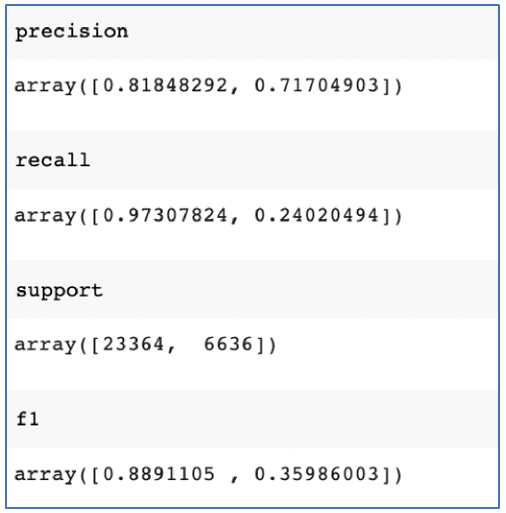 precision
array([0.81848292, 0.71704903])
recall
array([0.97307824, 0.24020494])
support
array([23364,  6636])
f1
array([0.8891105 , 0.35986003])